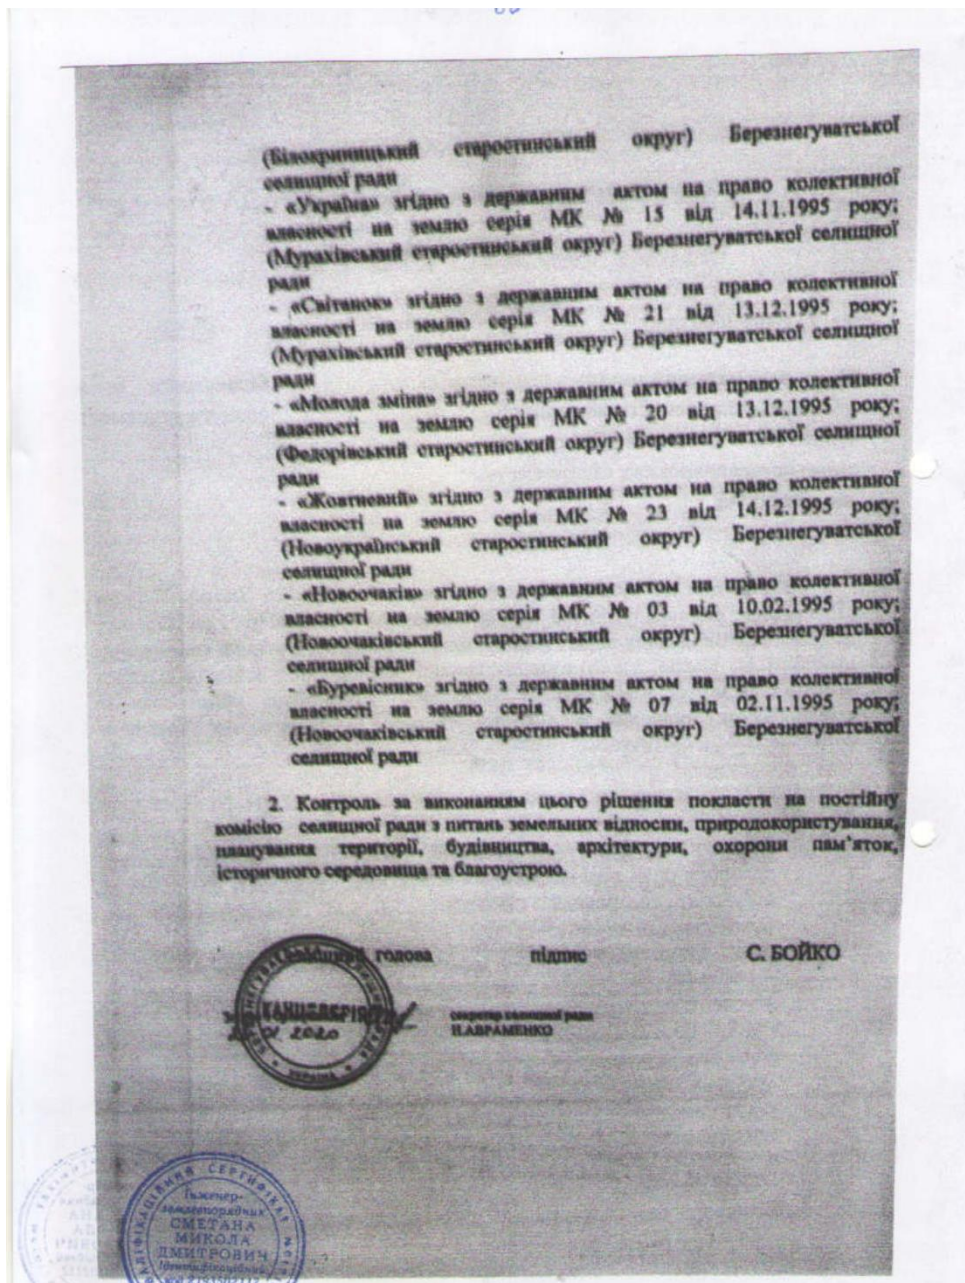 (Білокриницький старостинський округ) Березнегуватської
селищної ради
- «Україна» згідно з державним актом на право колективної
власності на землю серія МК № 15 від 14.11.1995 року;
(Мурахівський старостинський округ) Березнегуватської селищної
ради
- «Світанок» згідно з державним актом на право колективної
власності на землю серія МК № 21 від 13.12.1995 року;
(Мурахівський старостинський округ) Березнегуватської селищної
ради
- «Молода зміна» згідно з державним актом на право колективної
власності на землю серія МК № 20 від 13.12.1995 року;
(Федорівський старостинський округ) Березнегуватської селищної
ради
- «Жовтневий» згідно з державним актом на право колективної
власності на землю серія МК № 23 від 14.12.1995 року;
(Новоукраїнський старостинський округ) Березнегуватської
селищної ради
- «Новоочаків» згідно з державним актом на право колективної
власності на землю серія МК № 03 від 10.02.1995 року;
(Новоочаківський старостинський округ) Березнегуватської
селищної ради
- «Буревісник» згідно з державним актом на право колективної
власності на землю серія МК № 07 від 02.11.1995 року;
(Новоочаківський старостинський округ) Березнегуватської
селищної ради
2. Контроль за виконанням цього рішення покласти на постійну
комісію селищної ради з питань земельних відносин, природокористування,
планування території, будівництва, архітектури, охорони пам'яток,
історичного середовища та благоустрою.
голова підпис С. БОЙКО
КАНЦЕЛЯРІЯ
01. 2020
УКРАЇНА
секретар селищної ради
Н.АВРАМЕНКО
КВАЛІФІКАЦІЙНИЙ СЕРТИФІКАТ
Інженер-
землевпорядник
СМЕТАНА
МИКОЛА
ДМИТРОВИЧ
Ідентифікаційний